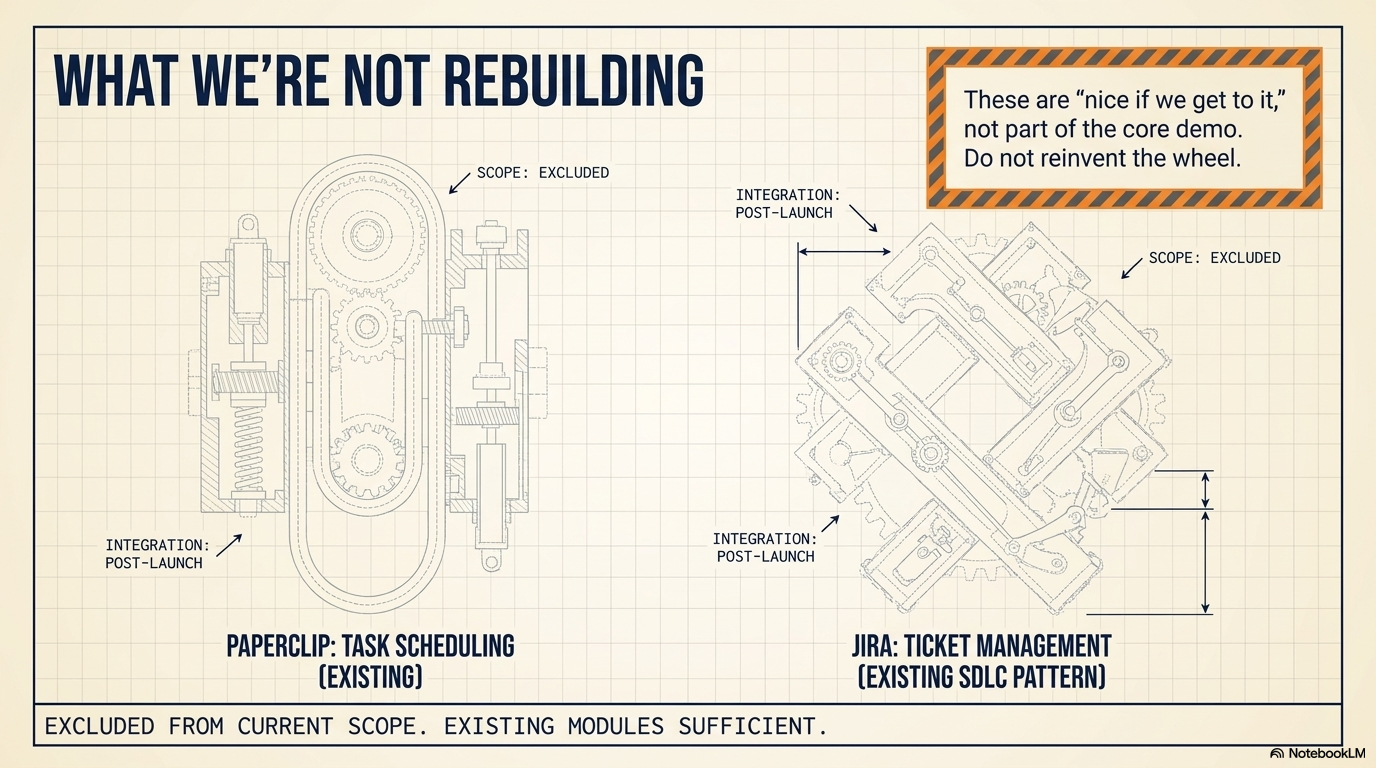 WHAT WE’RE NOT REBUILDING
These are “nice if we get to it,”
not part of the core demo.
Do not reinvent the wheel.
SCOPE: EXCLUDED
INTEGRATION:
POST-LAUNCH
SCOPE: EXCLUDED
INTEGRATION:
POST-LAUNCH
INTEGRATION:
POST-LAUNCH
PAPERCLIP: TASK SCHEDULING
(EXISTING)
JIRA: TICKET MANAGEMENT
(EXISTING SDLC PATTERN)
EXCLUDED FROM CURRENT SCOPE. EXISTING MODULES SUFFICIENT.
NotebookLM